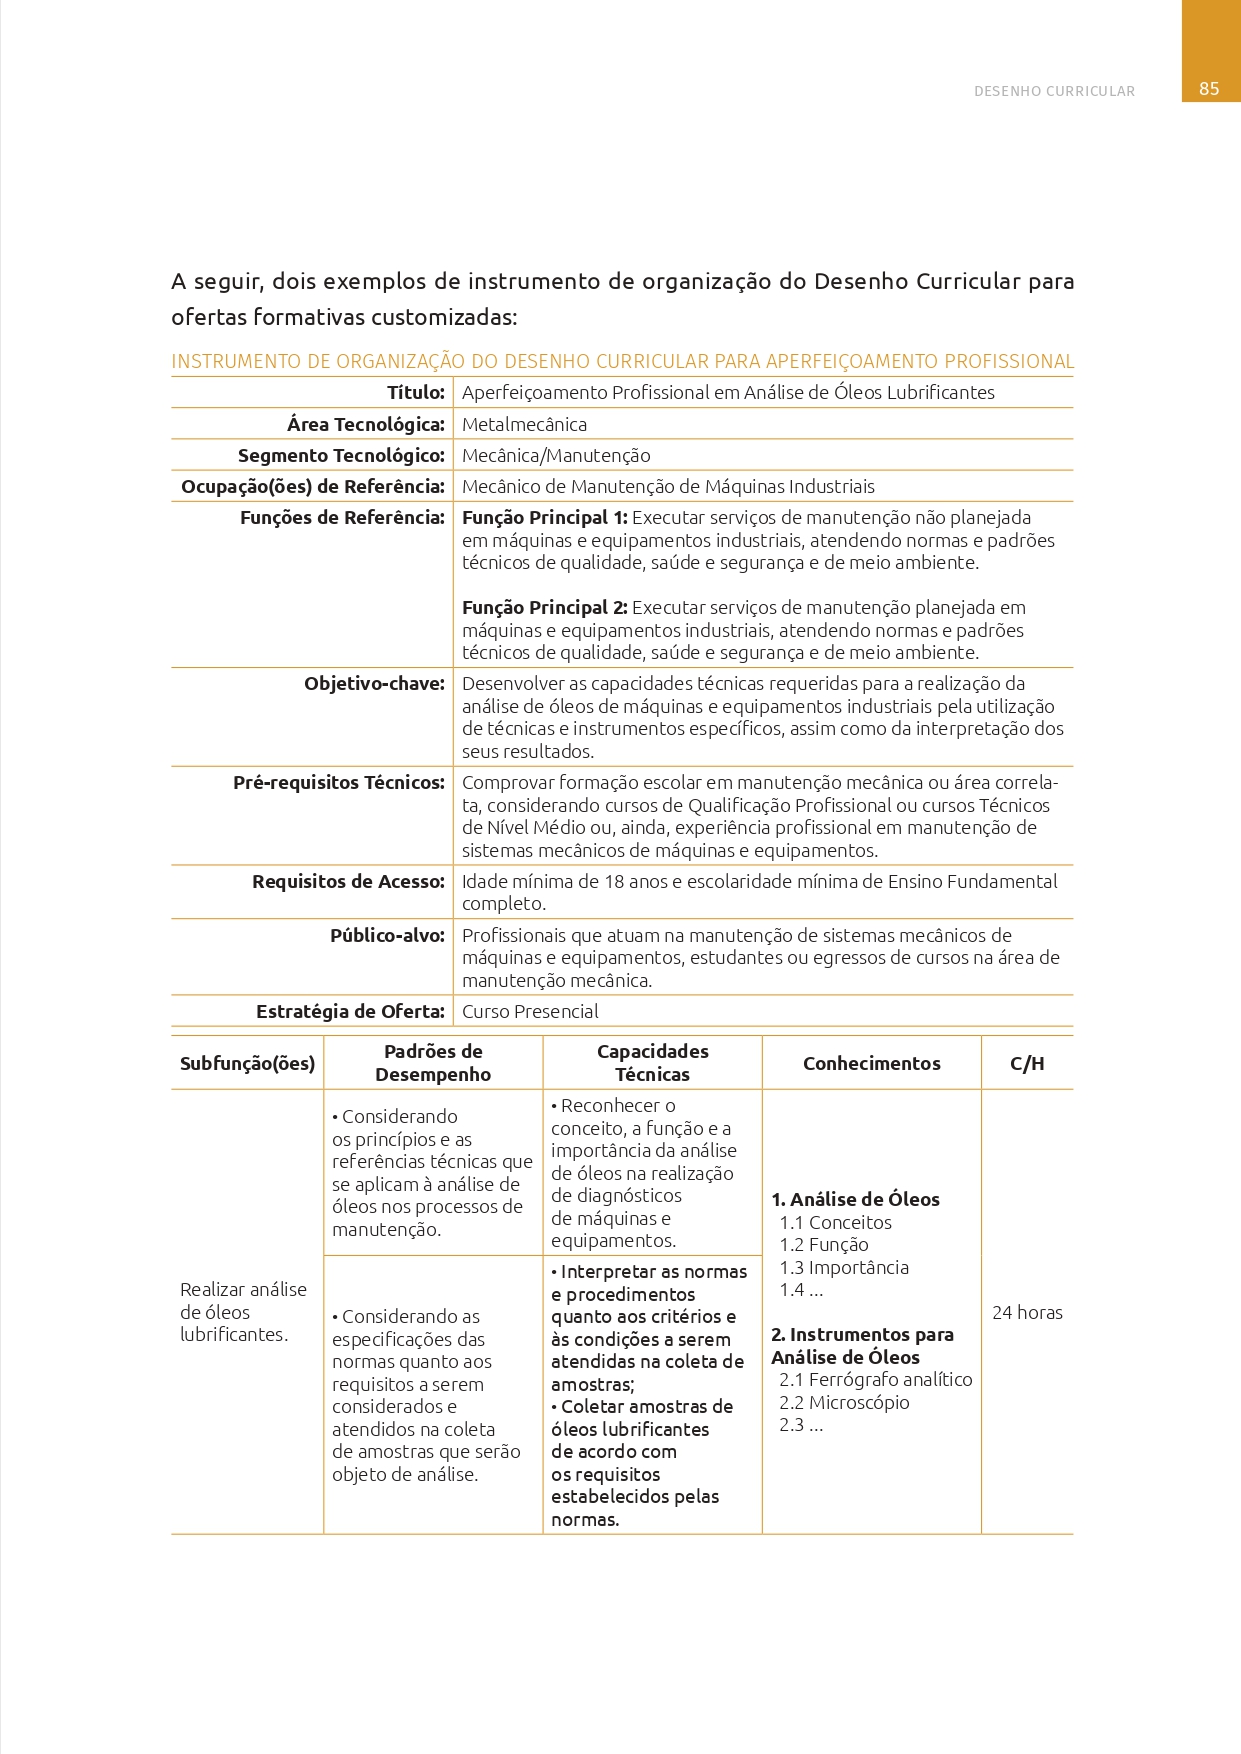 DESENHO CURRICULAR
85
A seguir, dois exemplos de instrumento de organização do Desenho Curricular para
ofertas formativas customizadas:
INSTRUMENTO DE ORGANIZAÇÃO DO DESENHO CURRICULAR PARA APERFEIÇOAMENTO PROFISSIONAL
Título: Aperfeiçoamento Profissional em Análise de Óleos Lubrificantes
Área Tecnológica: Metalmecânica
Segmento Tecnológico: Mecânica/Manutenção
Ocupação(ões) de Referência: Mecânico de Manutenção de Máquinas Industriais
Funções de Referência: Função Principal 1: Executar serviços de manutenção não planejada
em máquinas e equipamentos industriais, atendendo normas e padrões
técnicos de qualidade, saúde e segurança e de meio ambiente.
Função Principal 2: Executar serviços de manutenção planejada em
máquinas e equipamentos industriais, atendendo normas e padrões
técnicos de qualidade, saúde e segurança e de meio ambiente.
Objetivo-chave: Desenvolver as capacidades técnicas requeridas para a realização da
análise de óleos de máquinas e equipamentos industriais pela utilização
de técnicas e instrumentos específicos, assim como da interpretação dos
seus resultados.
Pré-requisitos Técnicos: Comprovar formação escolar em manutenção mecânica ou área correla-
ta, considerando cursos de Qualificação Profissional ou cursos Técnicos
de Nível Médio ou, ainda, experiência profissional em manutenção de
sistemas mecânicos de máquinas e equipamentos.
Requisitos de Acesso: Idade mínima de 18 anos e escolaridade mínima de Ensino Fundamental
completo.
Público-alvo: Profissionais que atuam na manutenção de sistemas mecânicos de
máquinas e equipamentos, estudantes ou egressos de cursos na área de
manutenção mecânica.
Estratégia de Oferta: Curso Presencial
Subfunção(ões)
Padrões de
Desempenho
Capacidades
Técnicas
Conhecimentos
C/H
Realizar análise
de óleos
lubrificantes.
• Considerando
os princípios e as
referências técnicas que
se aplicam à análise de
óleos nos processos de
manutenção.
• Reconhecer o
conceito, a função e a
importância da análise
de óleos na realização
de diagnósticos
de máquinas e
equipamentos.
• Considerando as
especificações das
normas quanto aos
requisitos a serem
considerados e
atendidos na coleta
de amostras que serão
objeto de análise.
• Interpretar as normas
e procedimentos
quanto aos critérios e
às condições a serem
atendidas na coleta de
amostras;
• Coletar amostras de
óleos lubrificantes
de acordo com
os requisitos
estabelecidos pelas
normas.
1. Análise de Óleos
1.1 Conceitos
1.2 Função
1.3 Importância
1.4 ...
2. Instrumentos para
Análise de Óleos
2.1 Ferrógrafo analítico
2.2 Microscópio
2.3 ...
24 horas